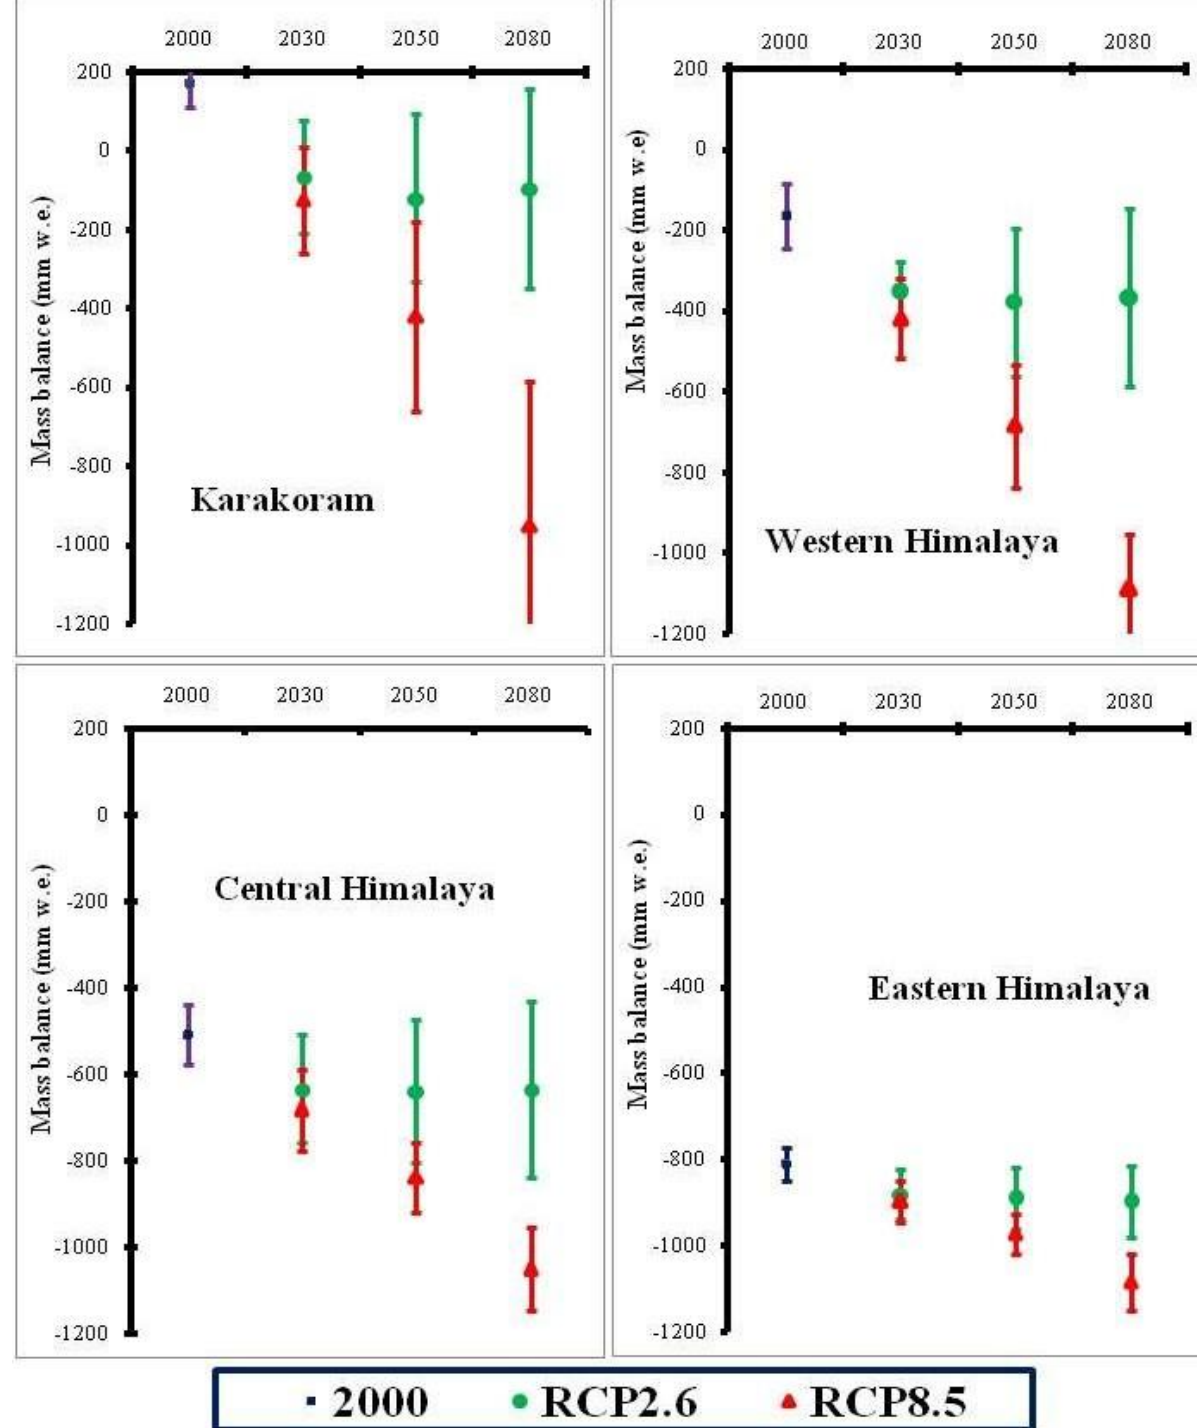 2000 2030 2050 2080
200
0
-200
-400
-600
-800
-1000
-1200
Mass balance (mm w.e.)
Karakoram
2000 2030 2050 2080
200
0
-200
-400
-600
-800
-1000
-1200
Mass balance (mm w.e)
Western Himalaya
2000 2030 2050 2080
200
0
-200
-400
-600
-800
-1000
-1200
Mass balance (mm w.e.)
Central Himalaya
2000 2030 2050 2080
200
0
-200
-400
-600
-800
-1000
-1200
Mass balance (mm w.e.)
Eastern Himalaya
2000 RCP2.6 RCP8.5